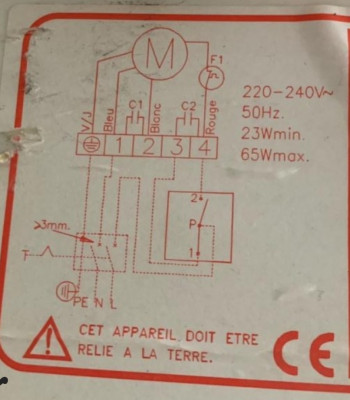 M
F1
V/J
Bleu
C1
Blanc
C2
Rouge
1 2 3 4
220-240V~
50Hz.
23Wmin.
65Wmax.
≥3mm.
2
P
1
PE N L
CET APPAREIL DOIT ETRE
RELIE A LA TERRE.
CE